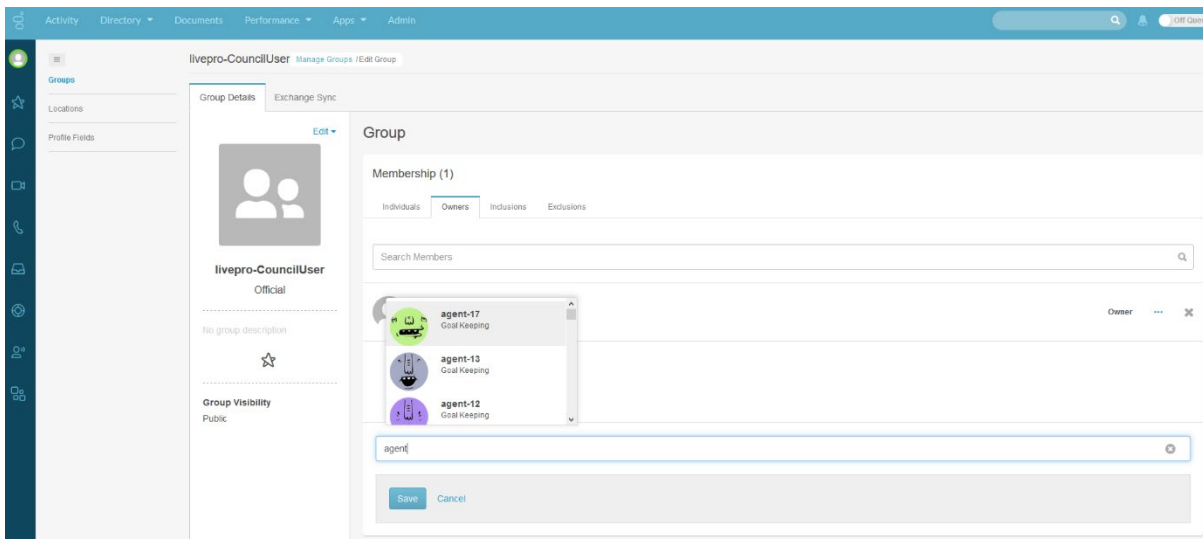 Activity Directory Documents Performance Apps Admin
Off Que
livepro-CouncilUser Manage Groups /Edit Group
Groups
Locations
Profile Fields
Group Details Exchange Sync
Edit
Group
Membership (1)
Individuals Owners Inclusions Exclusions
Search Members
livepro-CouncilUser
Official
No group description
Group Visibility
Public
agent-17
Goal Keeping
agent-13
Goal Keeping
agent-12
Goal Keeping
Owner
agent
Save Cancel